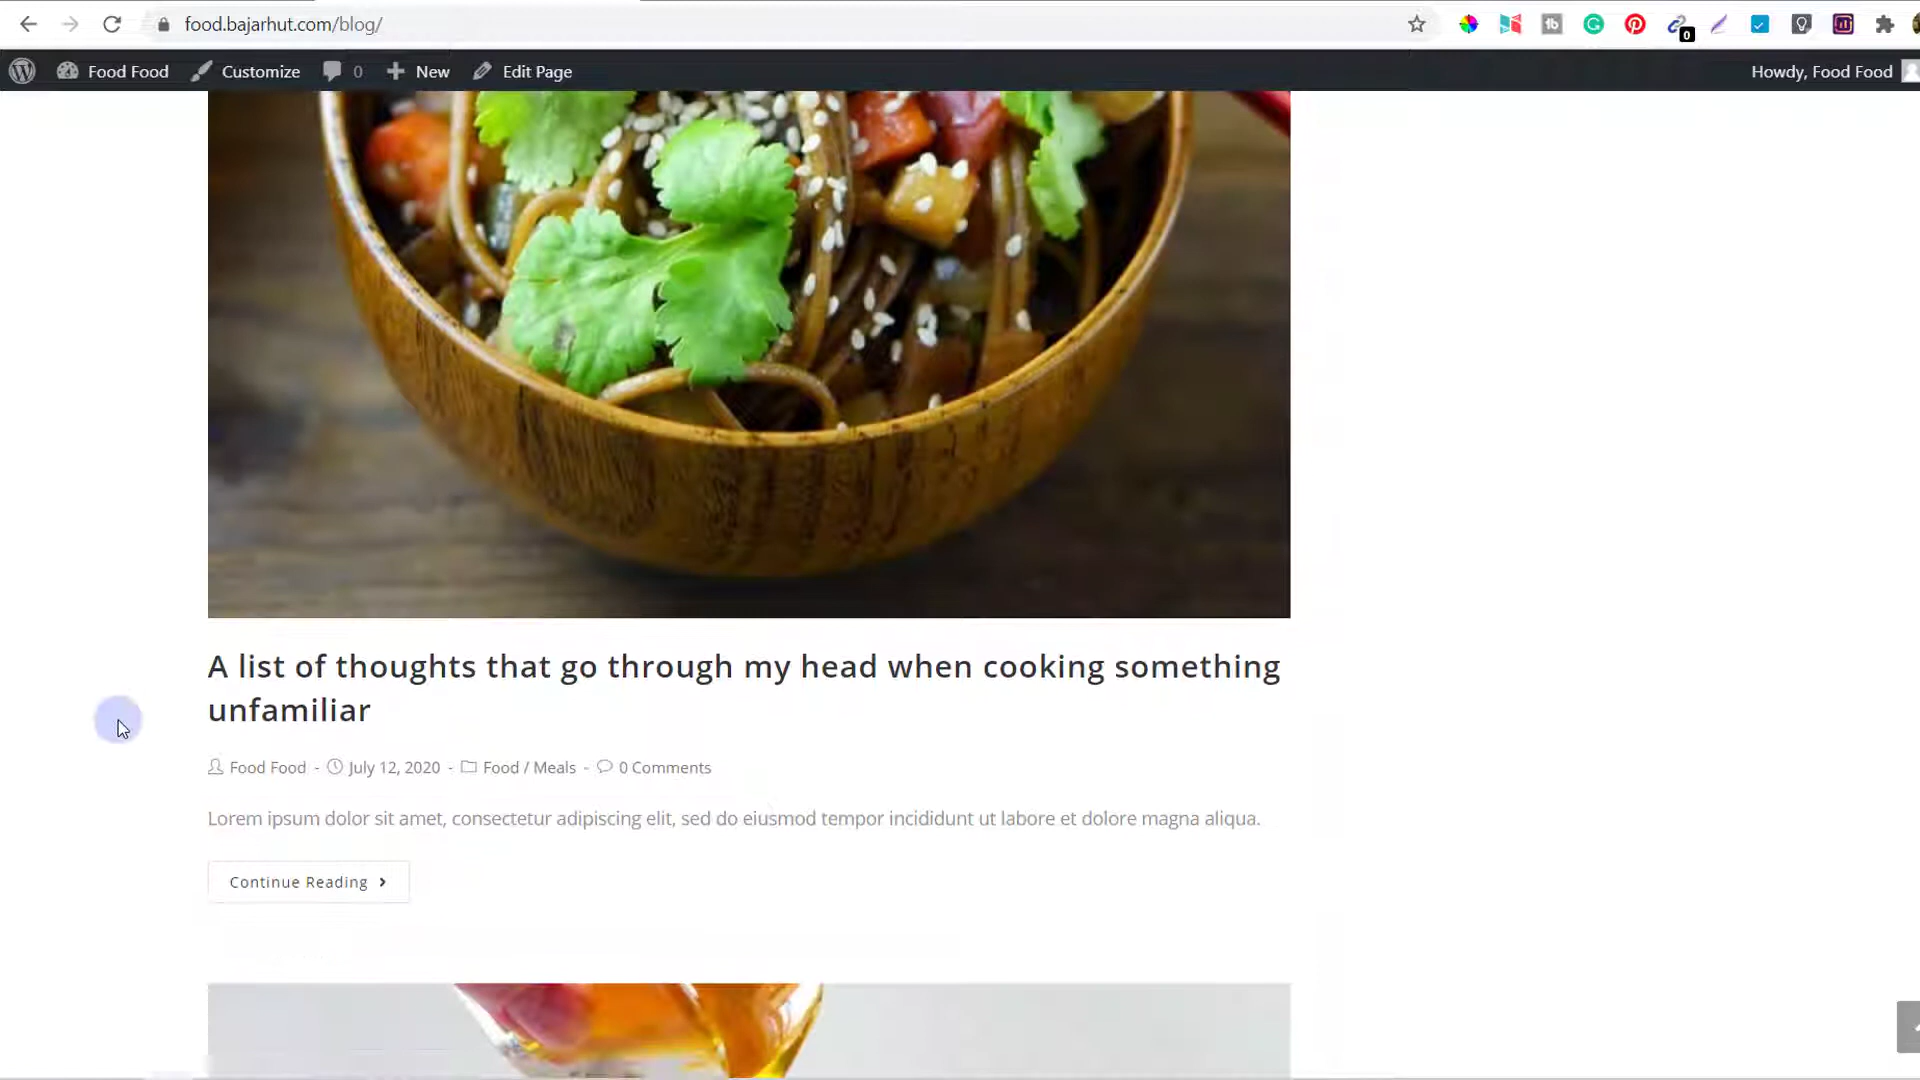 food.bajarhut.com/blog/
0
Food Food
Customize
0
New
Edit Page
Howdy, Food Food
A list of thoughts that go through my head when cooking something
unfamiliar
Food Food - July 12, 2020 - Food / Meals - 0 Comments
Lorem ipsum dolor sit amet, consectetur adipiscing elit, sed do eiusmod tempor incididunt ut labore et dolore magna aliqua.
Continue Reading